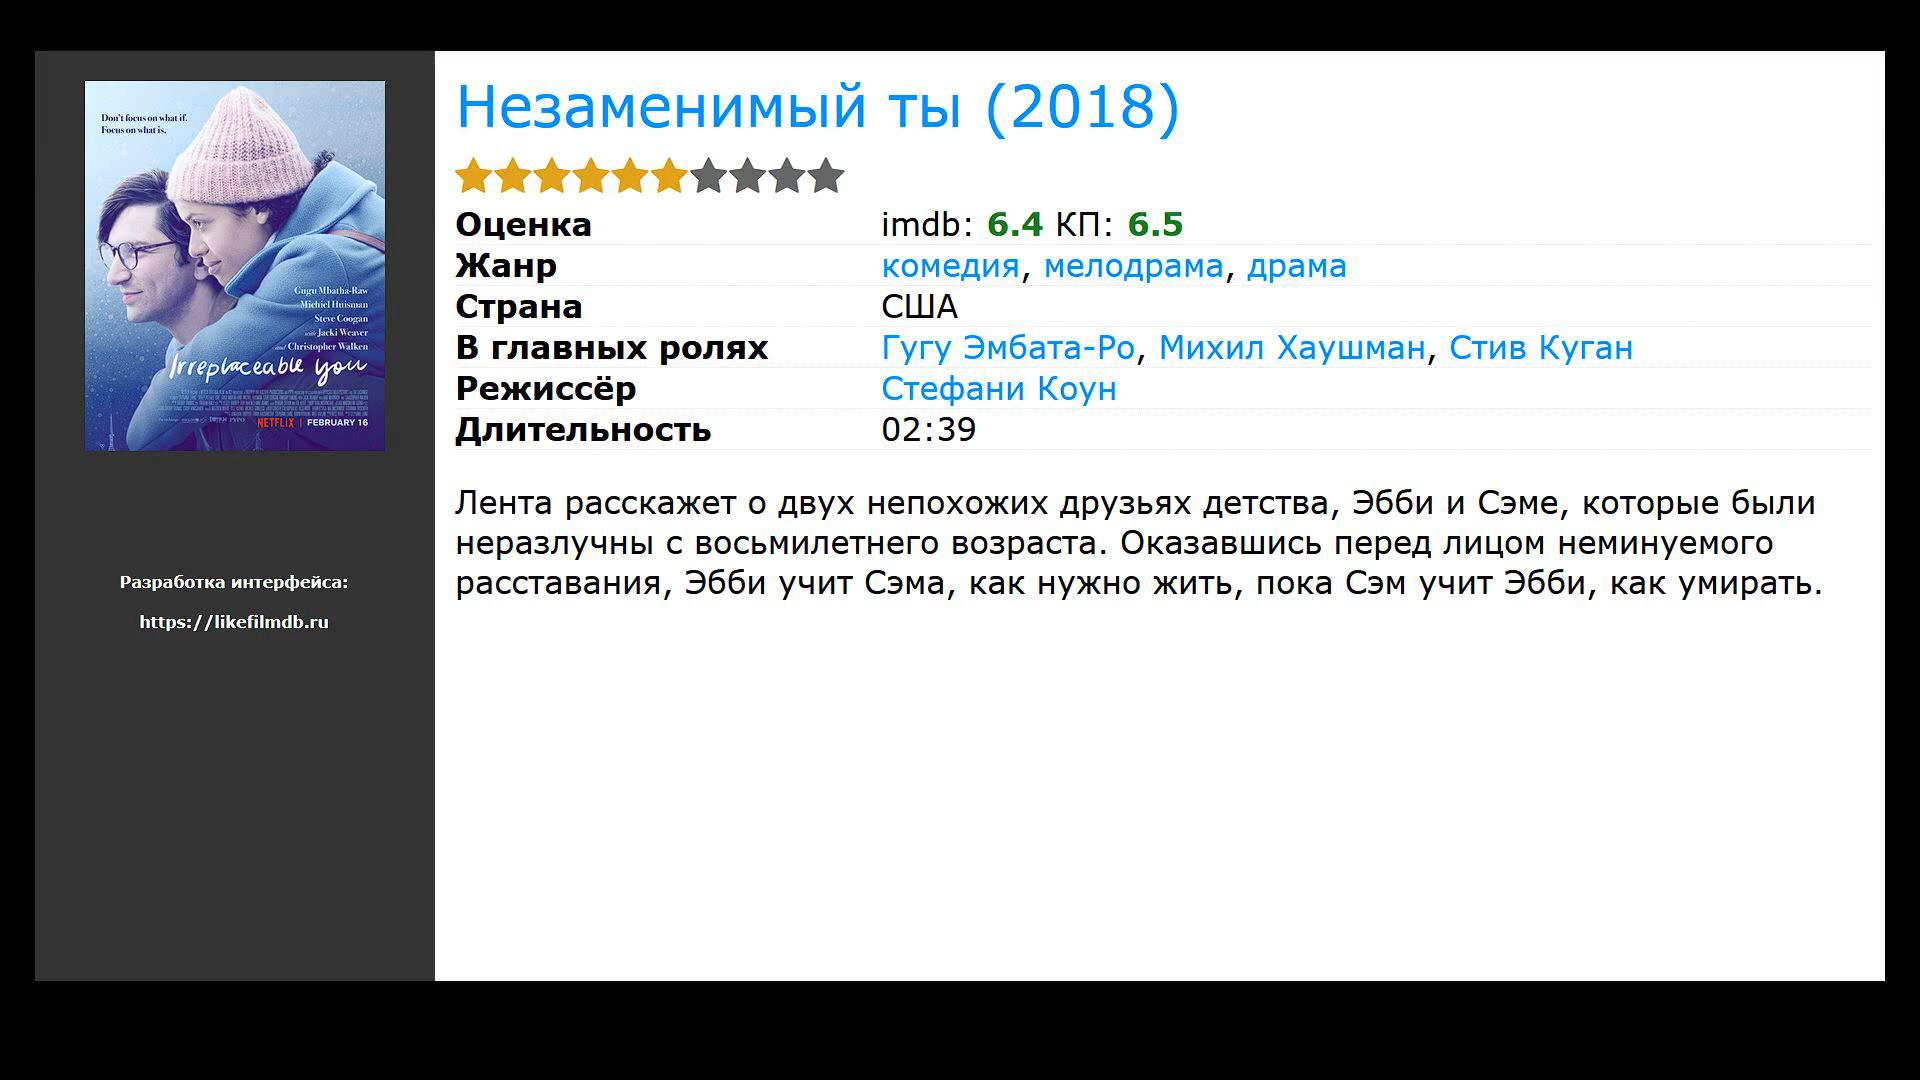 Don't focus on what if.
Focus on what is.
Gugu Mbatha-Raw
Michiel Huisman
Steve Coogan
with Jacki Weaver
and Christopher Walken
Irreplaceable you
NETFLIX | FEBRUARY 16
Разработка интерфейса:
https://likefilmdb.ru
Незаменимый ты (2018)
Оценка imdb: 6.4 КП: 6.5
Жанр комедия, мелодрама, драма
Страна США
В главных ролях Гугу Эмбата-Ро, Михил Хаушман, Стив Куган
Режиссёр Стефани Коун
Длительность 02:39
Лента расскажет о двух непохожих друзьях детства, Эбби и Сэме, которые были
неразлучны с восьмилетнего возраста. Оказавшись перед лицом неминуемого
расставания, Эбби учит Сэма, как нужно жить, пока Сэм учит Эбби, как умирать.